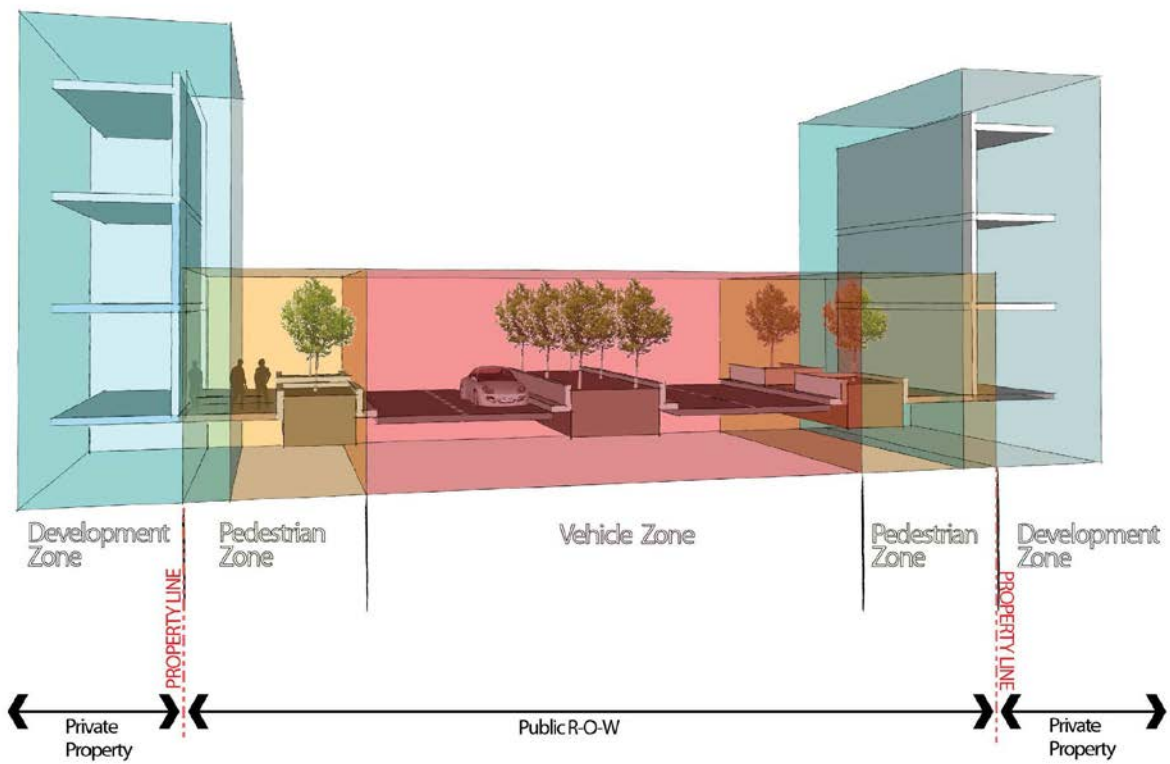 Development
Zone
Pedestrian
Zone
Vehicle Zone
Pedestrian
Zone
Development
Zone
PROPERTY LINE
PROPERTY LINE
Private
Property
Public R-O-W
Private
Property